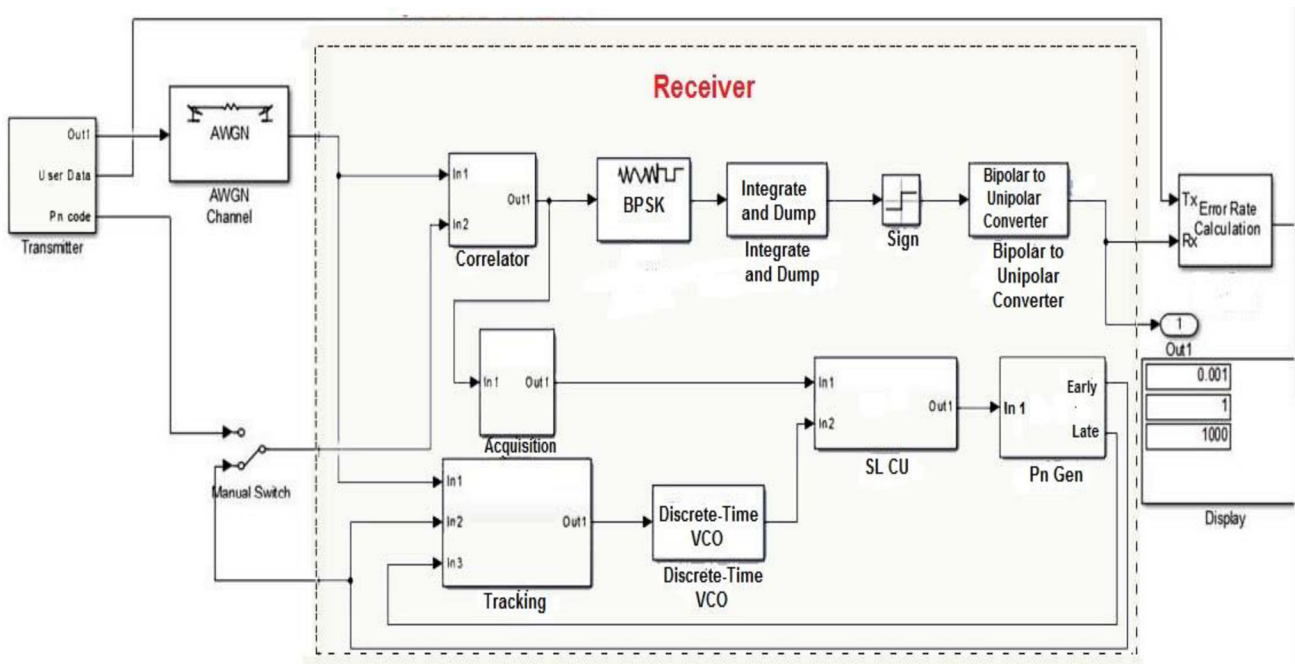 Receiver
Out1
User Data
Pn code
Transmitter
AWGN
AWGN
Channel
In1
In2
Out1
Correlator
BPSK
Integrate
and Dump
Integrate
and Dump
Sign
Bipolar to
Unipolar
Converter
Bipolar to
Unipolar
Converter
Tx
Rx
Error Rate
Calculation
1
Out1
0.001
1
1000
Display
In1
Out1
Acquisition
Manual Switch
In1
In2
In3
Out1
Tracking
Discrete-Time
VCO
Discrete-Time
VCO
In1
In2
Out1
SL CU
In 1
Early
Late
Pn Gen